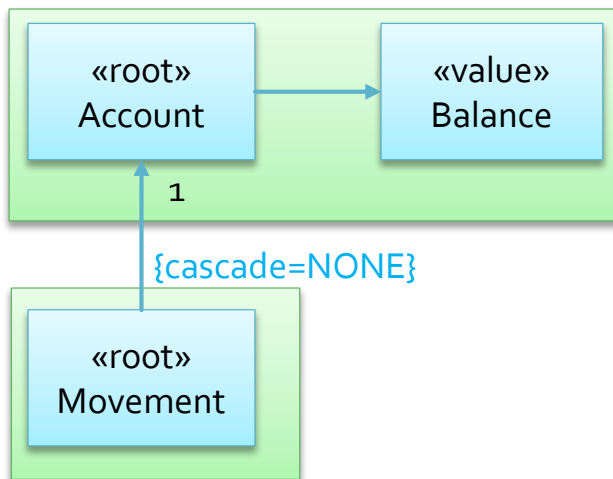 «root»
Account
«value»
Balance
1
{cascade=NONE}
«root»
Movement